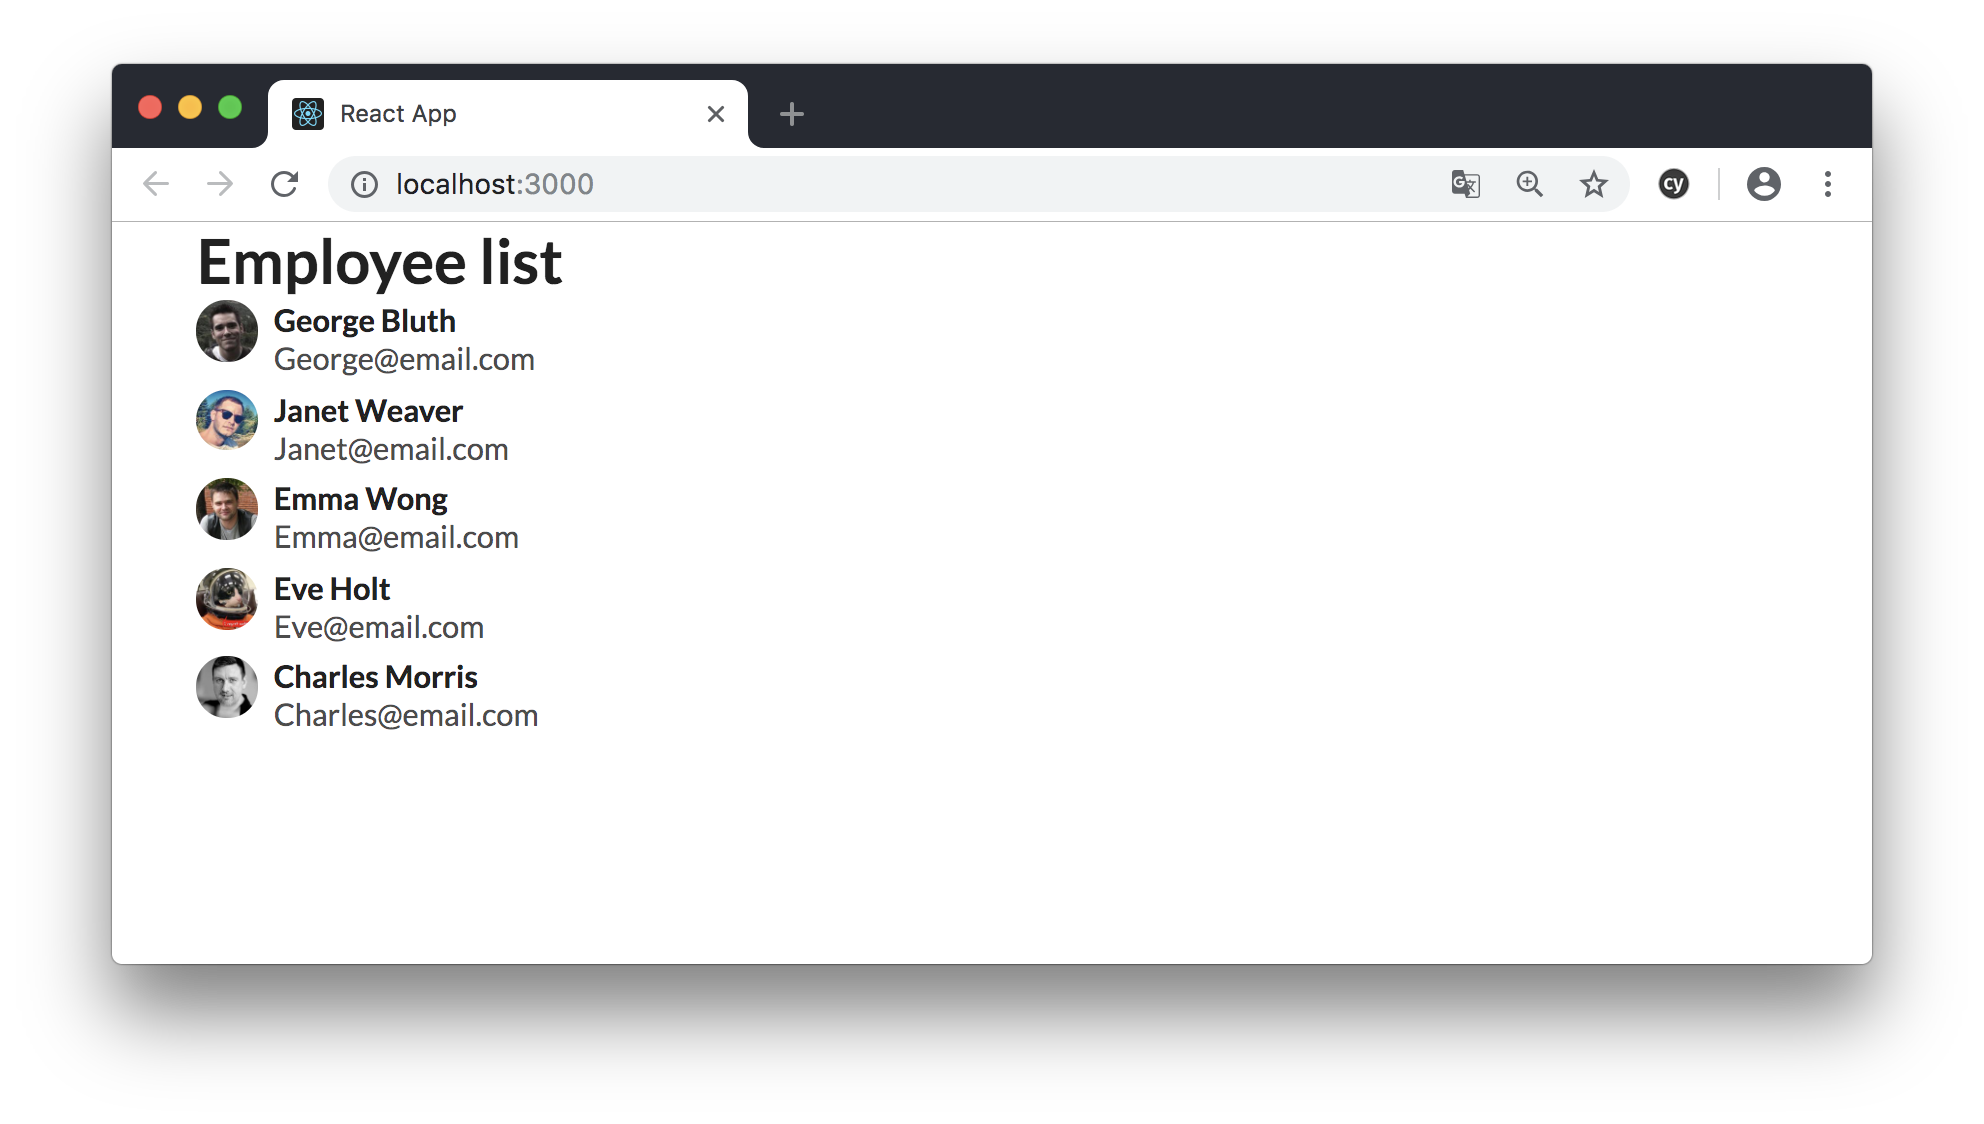 React App
localhost:3000
cy
Employee list
George Bluth
George@email.com
Janet Weaver
Janet@email.com
Emma Wong
Emma@email.com
Eve Holt
Eve@email.com
Charles Morris
Charles@email.com